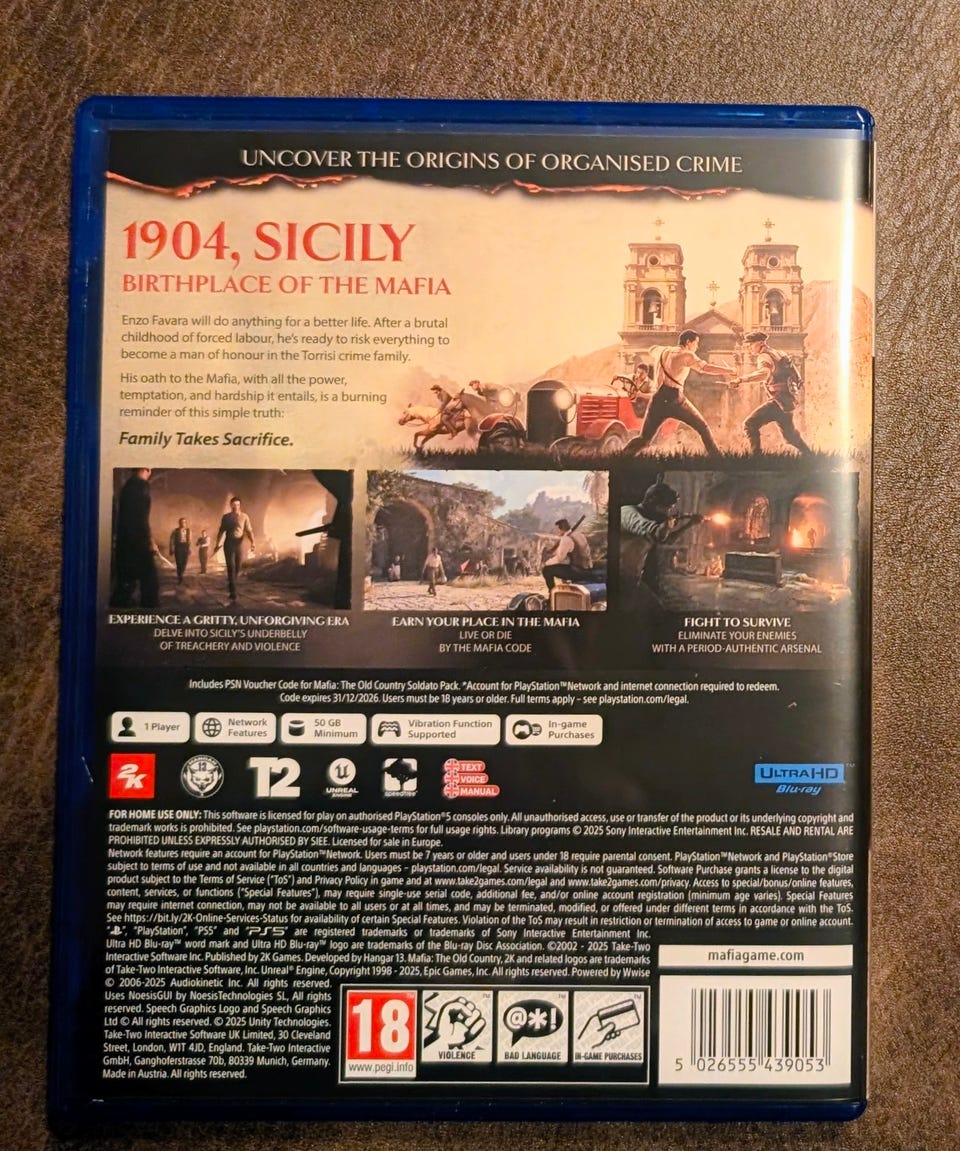 UNCOVER THE ORIGINS OF ORGANISED CRIME
1904, SICILY
BIRTHPLACE OF THE MAFIA
Enzo Favara will do anything for a better life. After a brutal
childhood of forced labour, he's ready to risk everything to
become a man of honour in the Torrisi crime family.
His oath to the Mafia, with all the power,
temptation, and hardship it entails, is a burning
reminder of this simple truth:
Family Takes Sacrifice.
EXPERIENCE A GRITTY, UNFORGIVING ERA
DELVE INTO SICILY'S UNDERBELLY
OF TREACHERY AND VIOLENCE
EARN YOUR PLACE IN THE MAFIA
LIVE OR DIE
BY THE MAFIA CODE
FIGHT TO SURVIVE
ELIMINATE YOUR ENEMIES
WITH A PERIOD-AUTHENTIC ARSENAL
Includes PSN Voucher Code for Mafia: The Old Country Soldato Pack. *Account for PlayStation™Network and internet connection required to redeem.
Code expires 31/12/2026. Users must be 18 years or older. Full terms apply – see playstation.com/legal.
1 Player
Network
Features
50 GB
Minimum
Vibration Function
Supported
In-game
Purchases
2K
13
T2
UNREAL
ENGINE
speedtree
TEXT
VOICE
MANUAL
ULTRA HD
Blu-ray™
FOR HOME USE ONLY: This software is licensed for play on authorised PlayStation®5 consoles only. All unauthorised access, use or transfer of the product or its underlying copyright and
trademark works is prohibited. See playstation.com/software-usage-terms for full usage rights. Library programs © 2025 Sony Interactive Entertainment Inc. RESALE AND RENTAL ARE
PROHIBITED UNLESS EXPRESSLY AUTHORISED BY SIEE. Licensed for sale in Europe.
Network features require an account for PlayStation™Network. Users must be 7 years or older and users under 18 require parental consent. PlayStation™Network and PlayStation®Store
subject to terms of use and not available in all countries and languages – playstation.com/legal. Service availability is not guaranteed. Software Purchase grants a license to the digital
product subject to the Terms of Service ("ToS") and Privacy Policy in game and at www.take2games.com/legal and www.take2games.com/privacy. Access to special/bonus/online features,
content, services, or functions ("Special Features"), may require single-use serial code, additional fee, and/or online account registration (minimum age varies). Special Features
may require internet connection, may not be available to all users or at all times, and may be terminated, modified, or offered under different terms in accordance with the ToS.
See https://bit.ly/2K-Online-Services-Status for availability of certain Special Features. Violation of the ToS may result in restriction or termination of access to game or online account.
"PS", "PlayStation", "PS5" and "PS5" are registered trademarks or trademarks of Sony Interactive Entertainment Inc.
Ultra HD Blu-ray™ word mark and Ultra HD Blu-ray™ logo are trademarks of the Blu-ray Disc Association. ©2002 - 2025 Take-Two
Interactive Software Inc. Published by 2K Games. Developed by Hangar 13. Mafia: The Old Country, 2K and related logos are trademarks
of Take-Two Interactive Software, Inc. Unreal® Engine, Copyright 1998 - 2025, Epic Games, Inc. All rights reserved. Powered by Wwise
© 2006-2025 Audiokinetic Inc. All rights reserved.
Uses NoesisGUI by NoesisTechnologies SL, All rights
reserved. Speech Graphics Logo and Speech Graphics
Ltd © All rights reserved. © 2025 Unity Technologies.
Take-Two Interactive Software UK Limited, 30 Cleveland
Street, London, W1T 4JD, England. Take-Two Interactive
GmbH, Ganghoferstrasse 70b, 80339 Munich, Germany.
Made in Austria. All rights reserved.
mafiagame.com
18
www.pegi.info
VIOLENCE
@*!
BAD LANGUAGE
IN-GAME PURCHASES
5 026555 439053